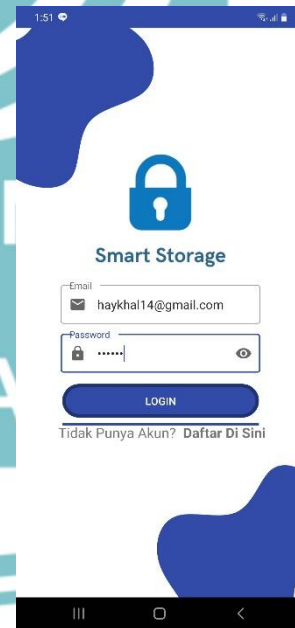 1:51
Smart Storage
Email
haykhal14@gmail.com
Password
••••••
LOGIN
Tidak Punya Akun? Daftar Di Sini